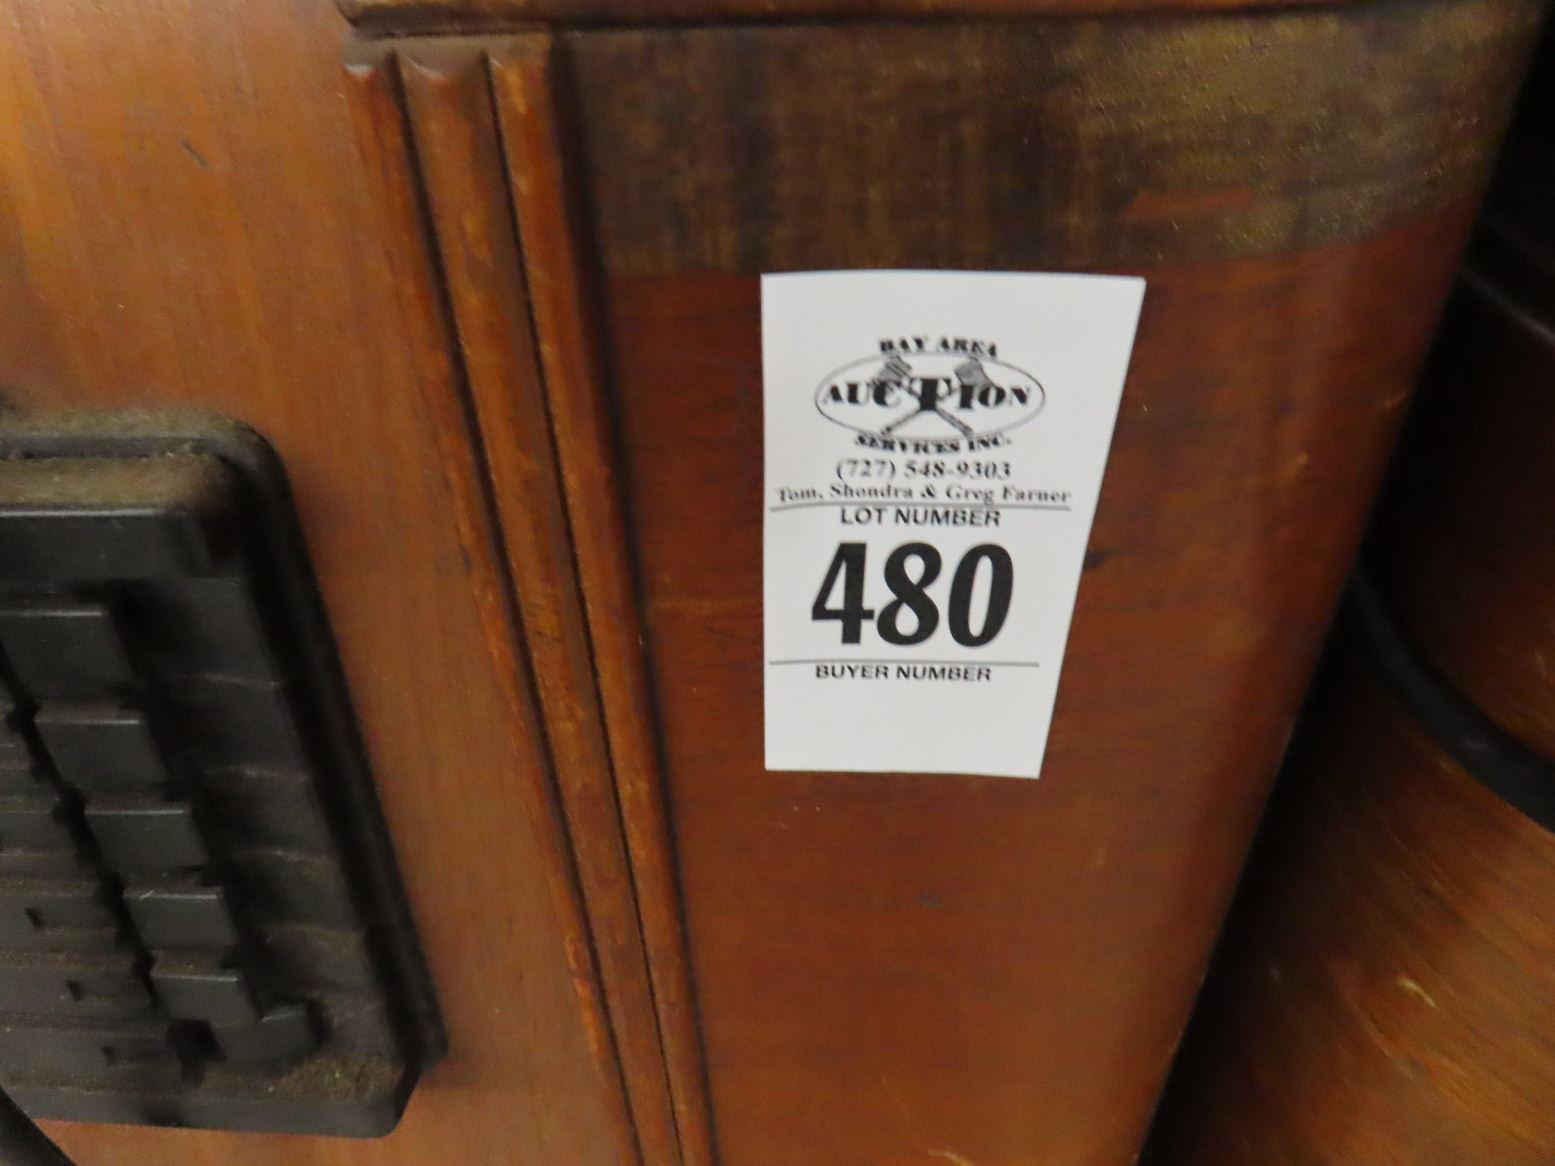 BAY AREA
AUCTION
SERVICES INC.
(727) 548-9303
Tom, Shondra & Greg Farner
LOT NUMBER
480
BUYER NUMBER